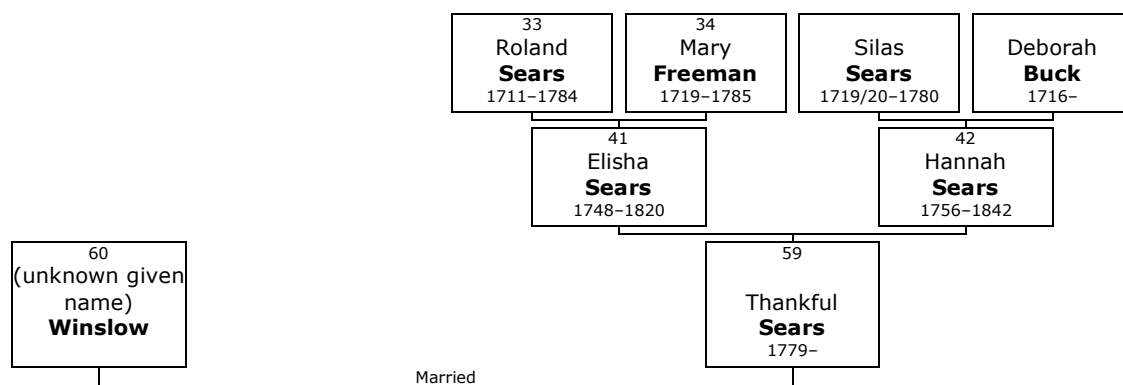 33
Roland
Sears
1711–1784
34
Mary
Freeman
1719–1785
Silas
Sears
1719/20–1780
Deborah
Buck
1716–
41
Elisha
Sears
1748–1820
42
Hannah
Sears
1756–1842
60
(unknown given
name)
Winslow
59
Thankful
Sears
1779–
Married